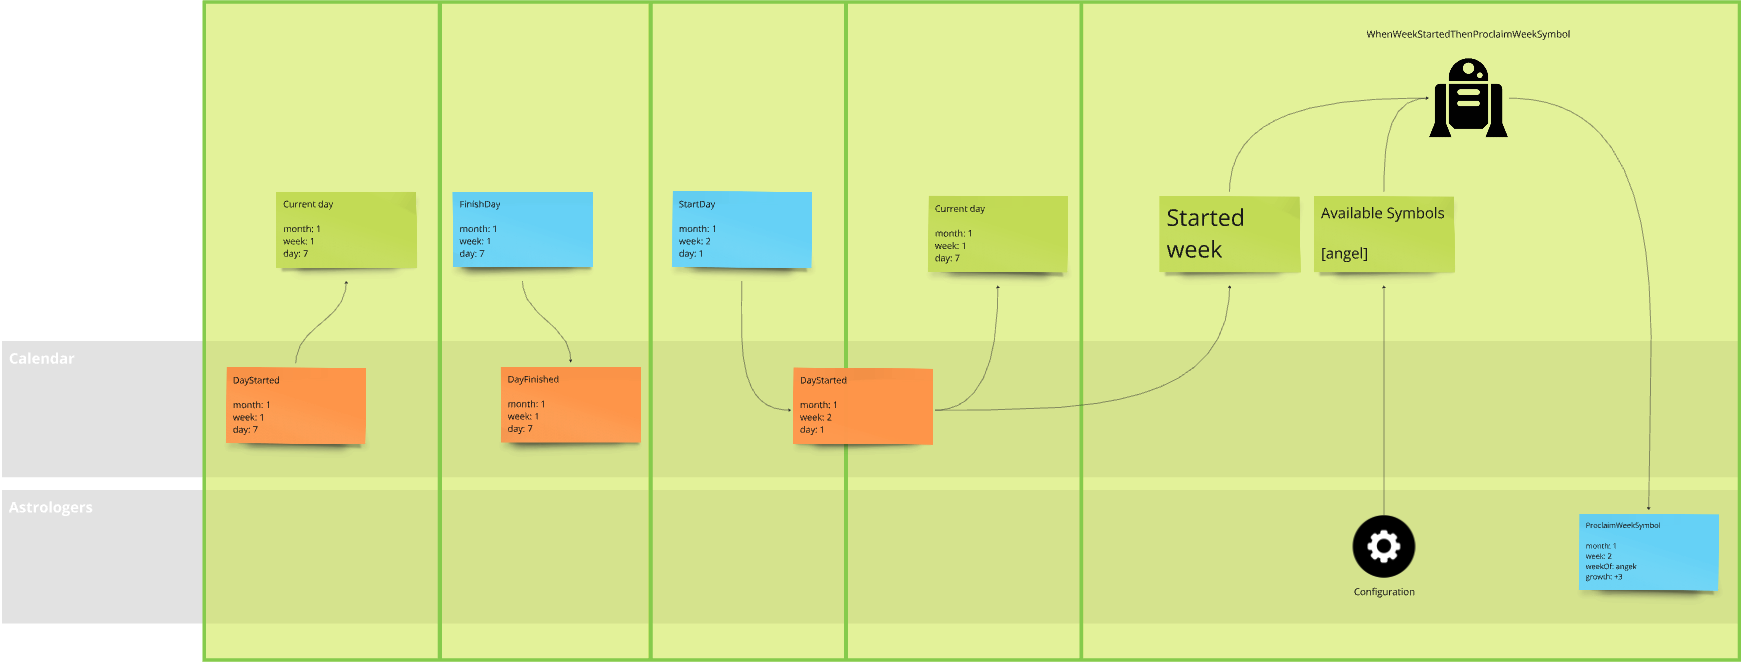 WhenWeekStartedThenProclaimWeekSymbol
Current day
month: 1
week: 1
day: 7
FinishDay
month: 1
week: 1
day: 7
StartDay
month: 1
week: 2
day: 1
Current day
month: 1
week: 1
day: 7
Started
week
Available Symbols
[angel]
Calendar
DayStarted
month: 1
week: 1
day: 7
DayFinished
month: 1
week: 1
day: 7
DayStarted
month: 1
week: 2
day: 1
Astrologers
Configuration
ProclaimWeekSymbol
month: 1
week: 2
weekOf: angek
growth: +3